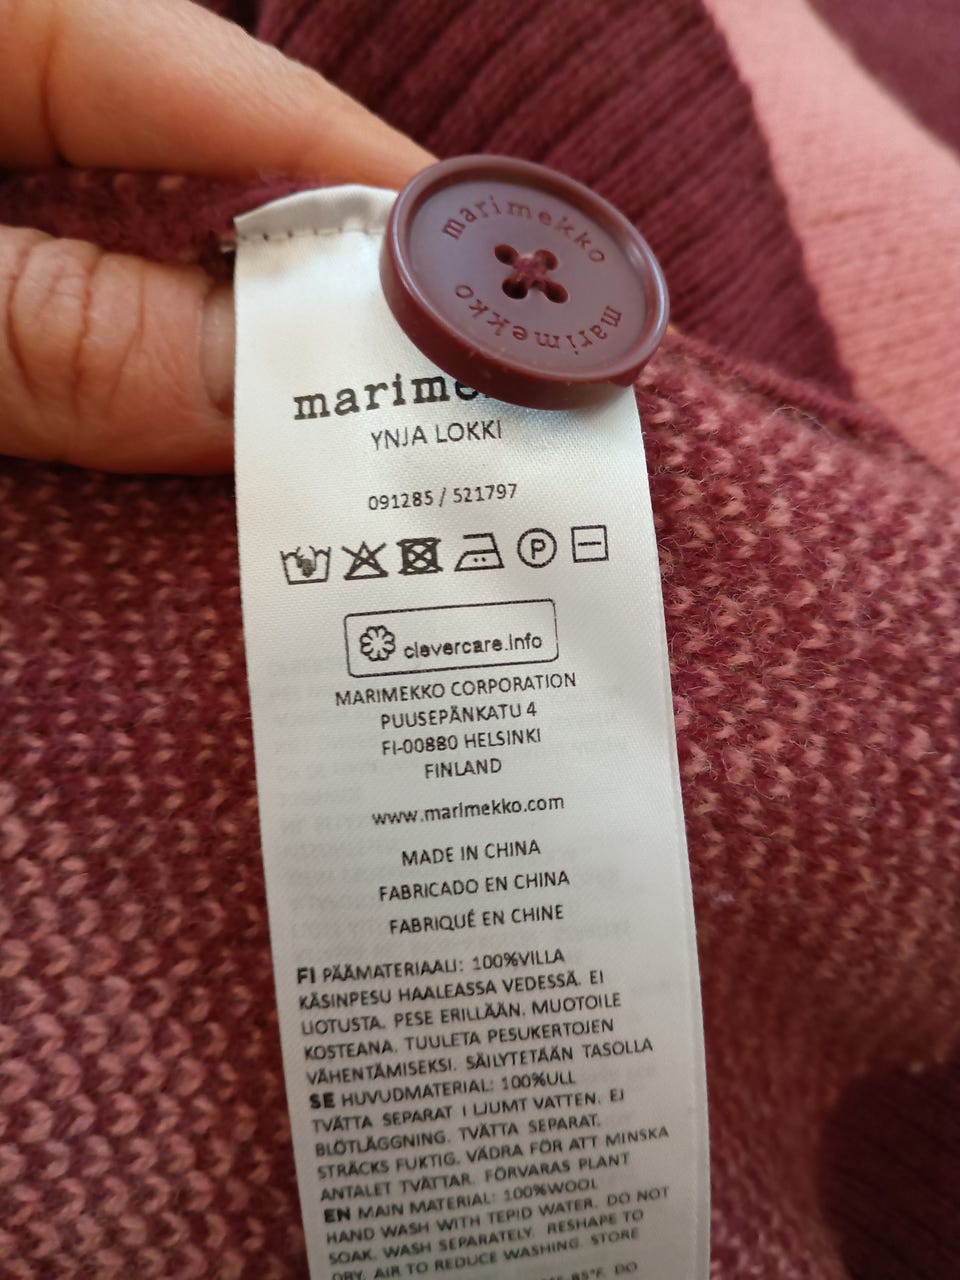 marimekko
marimekko
YNJA LOKKI
091285 / 521797
P
clevercare.info
MARIMEKKO CORPORATION
PUUSEPÄNKATU 4
FI-00880 HELSINKI
FINLAND
www.marimekko.com
MADE IN CHINA
FABRICADO EN CHINA
FABRIQUÉ EN CHINE
FI PÄÄMATERIAALI: 100%VILLA
KÄSINPESU HAALEASSA VEDESSÄ. EI
LIOTUSTA. PESE ERILLÄÄN. MUOTOILE
KOSTEANA. TUULETA PESUKERTOJEN
VÄHENTÄMISEKSI. SÄILYTETÄÄN TASOLLA
SE HUVUDMATERIAL: 100%ULL
TVÄTTA SEPARAT I LJUMT VATTEN. EJ
BLÖTLÄGGNING. TVÄTTA SEPARAT.
STRÄCKS FUKTIG. VÄDRA FÖR ATT MINSKA
ANTALET TVÄTTAR. FÖRVARAS PLANT
EN MAIN MATERIAL: 100%WOOL
HAND WASH WITH TEPID WATER. DO NOT
SOAK. WASH SEPARATELY. RESHAPE TO
DRY. AIR TO REDUCE WASHING. STORE
85°F. DO